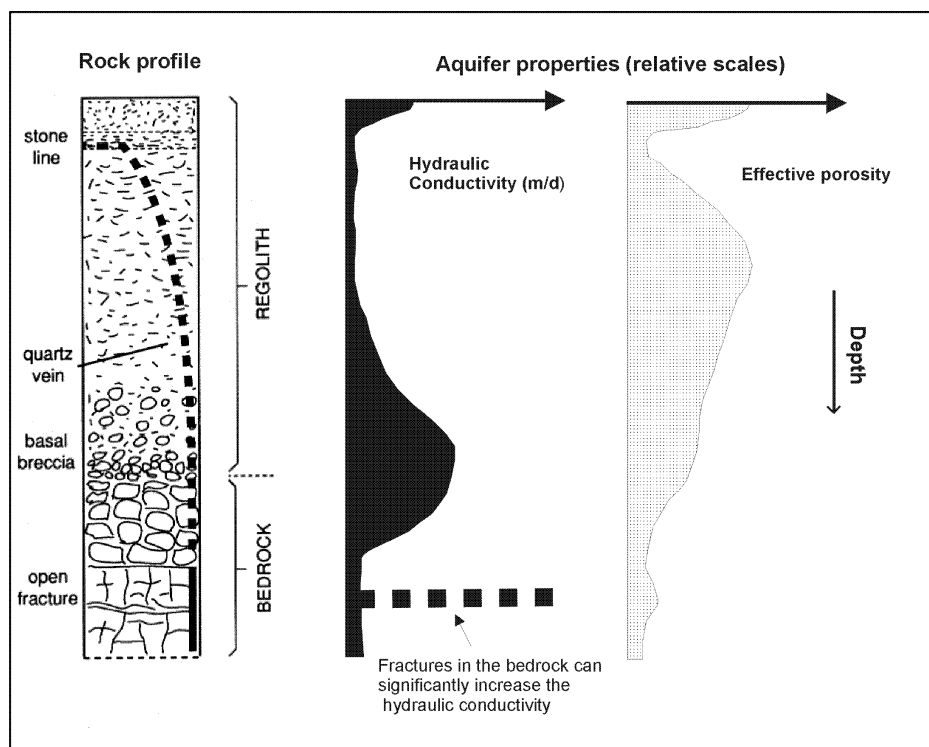 Rock profile
Aquifer properties (relative scales)
stone
line
Hydraulic
Conductivity (m/d)
Effective porosity
REGOLITH
quartz
vein
Depth
basal
breccia
BEDROCK
open
fracture
Fractures in the bedrock can
significantly increase the
hydraulic conductivity